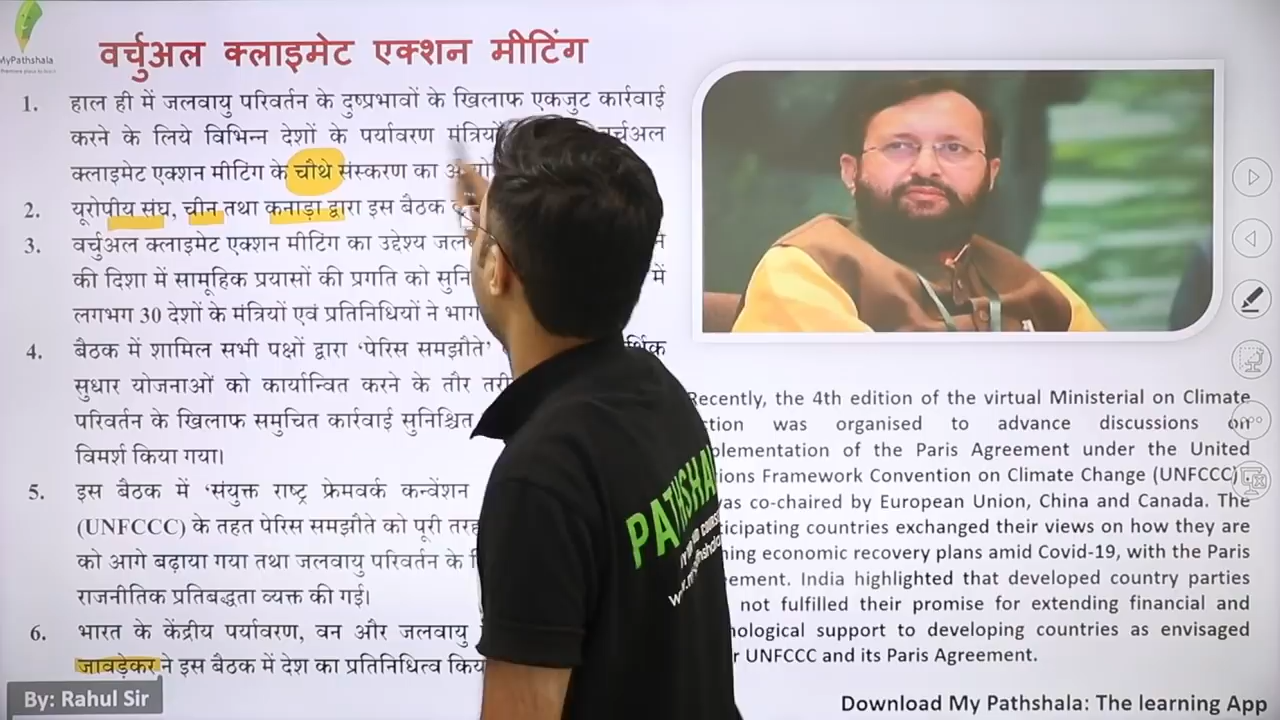 MyPathshala
वर्चुअल क्लाइमेट एक्शन मीटिंग
1. हाल ही में जलवायु परिवर्तन के दुष्प्रभावों के खिलाफ एकजुट कार्रवाई
करने के लिये विभिन्न देशों के पर्यावरण
क्लाइमेट एक्शन मीटिंग के चौथे संस्करण का
2. यूरोपीय संघ, चीन तथा कनाड़ा द्वारा इस बैठक
3. वर्चुअल क्लाइमेट एक्शन मीटिंग का उद्देश्य
की दिशा में सामूहिक प्रयासों की प्रगति को में
लगभग 30 देशों के मंत्रियों एवं प्रतिनिधियों ने
4. बैठक में शामिल सभी पक्षों द्वारा 'पेरिस समझौते'
सुधार योजनाओं को कार्यान्वित करने के तौर
परिवर्तन के खिलाफ समुचित कार्रवाई सुनिश्चित
विमर्श किया गया।
5. इस बैठक में 'संयुक्त राष्ट्र फ्रेमवर्क कन्वेंशन
(UNFCCC) के तहत पेरिस समझौते को पूरी
को आगे बढ़ाया गया तथा जलवायु परिवर्तन के
राजनीतिक प्रतिबद्धता व्यक्त की गई।
6. भारत के केंद्रीय पर्यावरण, वन और जलवायु
जावड़ेकर ने इस बैठक में देश का प्रतिनिधित्व
By: Rahul Sir
PATHSHAL
Recently, the 4th edition of the virtual Ministerial on Climate
was organised to advance discussions on
of the Paris Agreement under the United
Framework Convention on Climate Change (UNFCCC)
co-chaired by European Union, China and Canada. The
countries exchanged their views on how they are
economic recovery plans amid Covid-19, with the Paris
India highlighted that developed country parties
not fulfilled their promise for extending financial and
support to developing countries as envisaged
UNFCCC and its Paris Agreement.
Download My Pathshala: The learning App